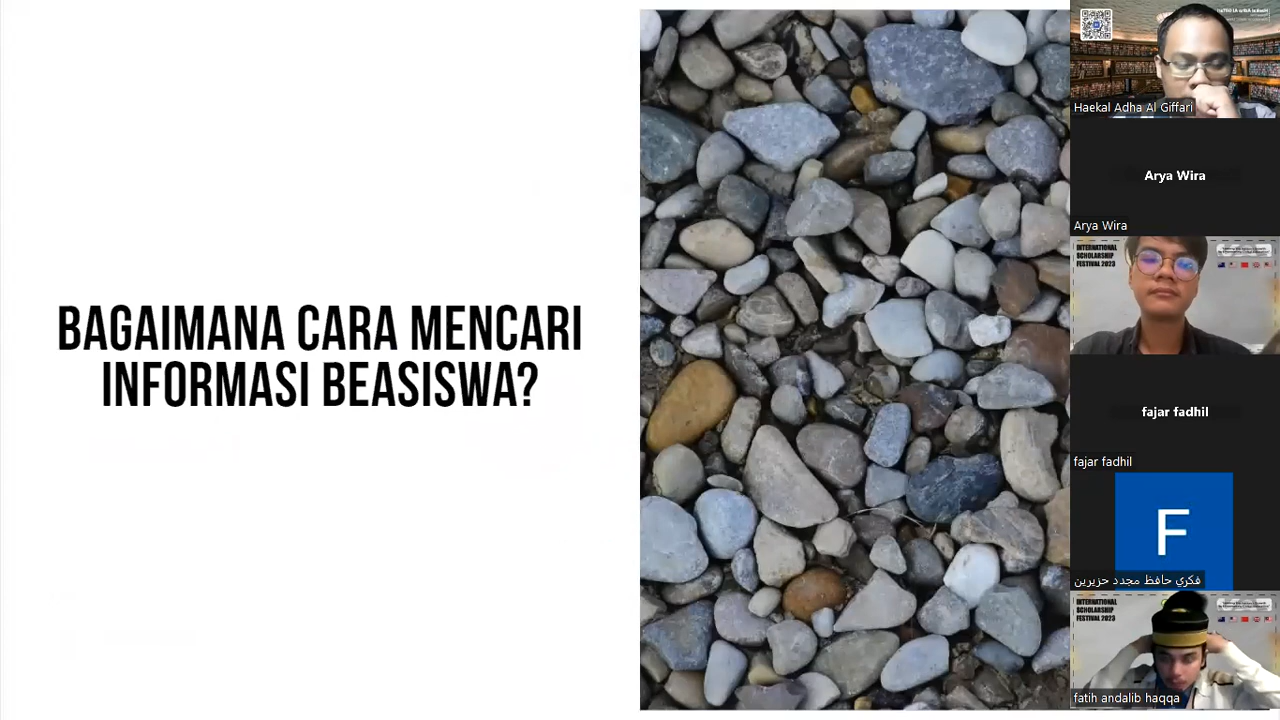 BAGAIMANA CARA MENCARI
INFORMASI BEASISWA?
Haekal Adha Al Giffari
Arya Wira
Arya Wira
INTERNATIONAL
SCHOLARSHIP
FESTIVAL 2023
fajar fadhil
fajar fadhil
F
فكري حافظ مجدد حزيرين
INTERNATIONAL
SCHOLARSHIP
FESTIVAL 2023
fatih andalib haqqa